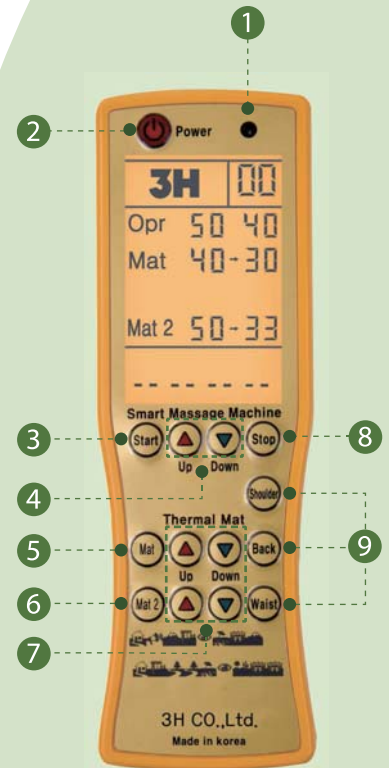 1
2
Power
3H 00
Opr 50 40
Mat 40-30
Mat 2 50-33
-- -- -- -- --
Smart Massage Machine
3
Start
Stop
8
Up Down
4
Shoulder
Thermal Mat
5
Mat
Back
9
Up Down
6
Mat 2
Waist
7
3H CO.,Ltd.
Made in korea